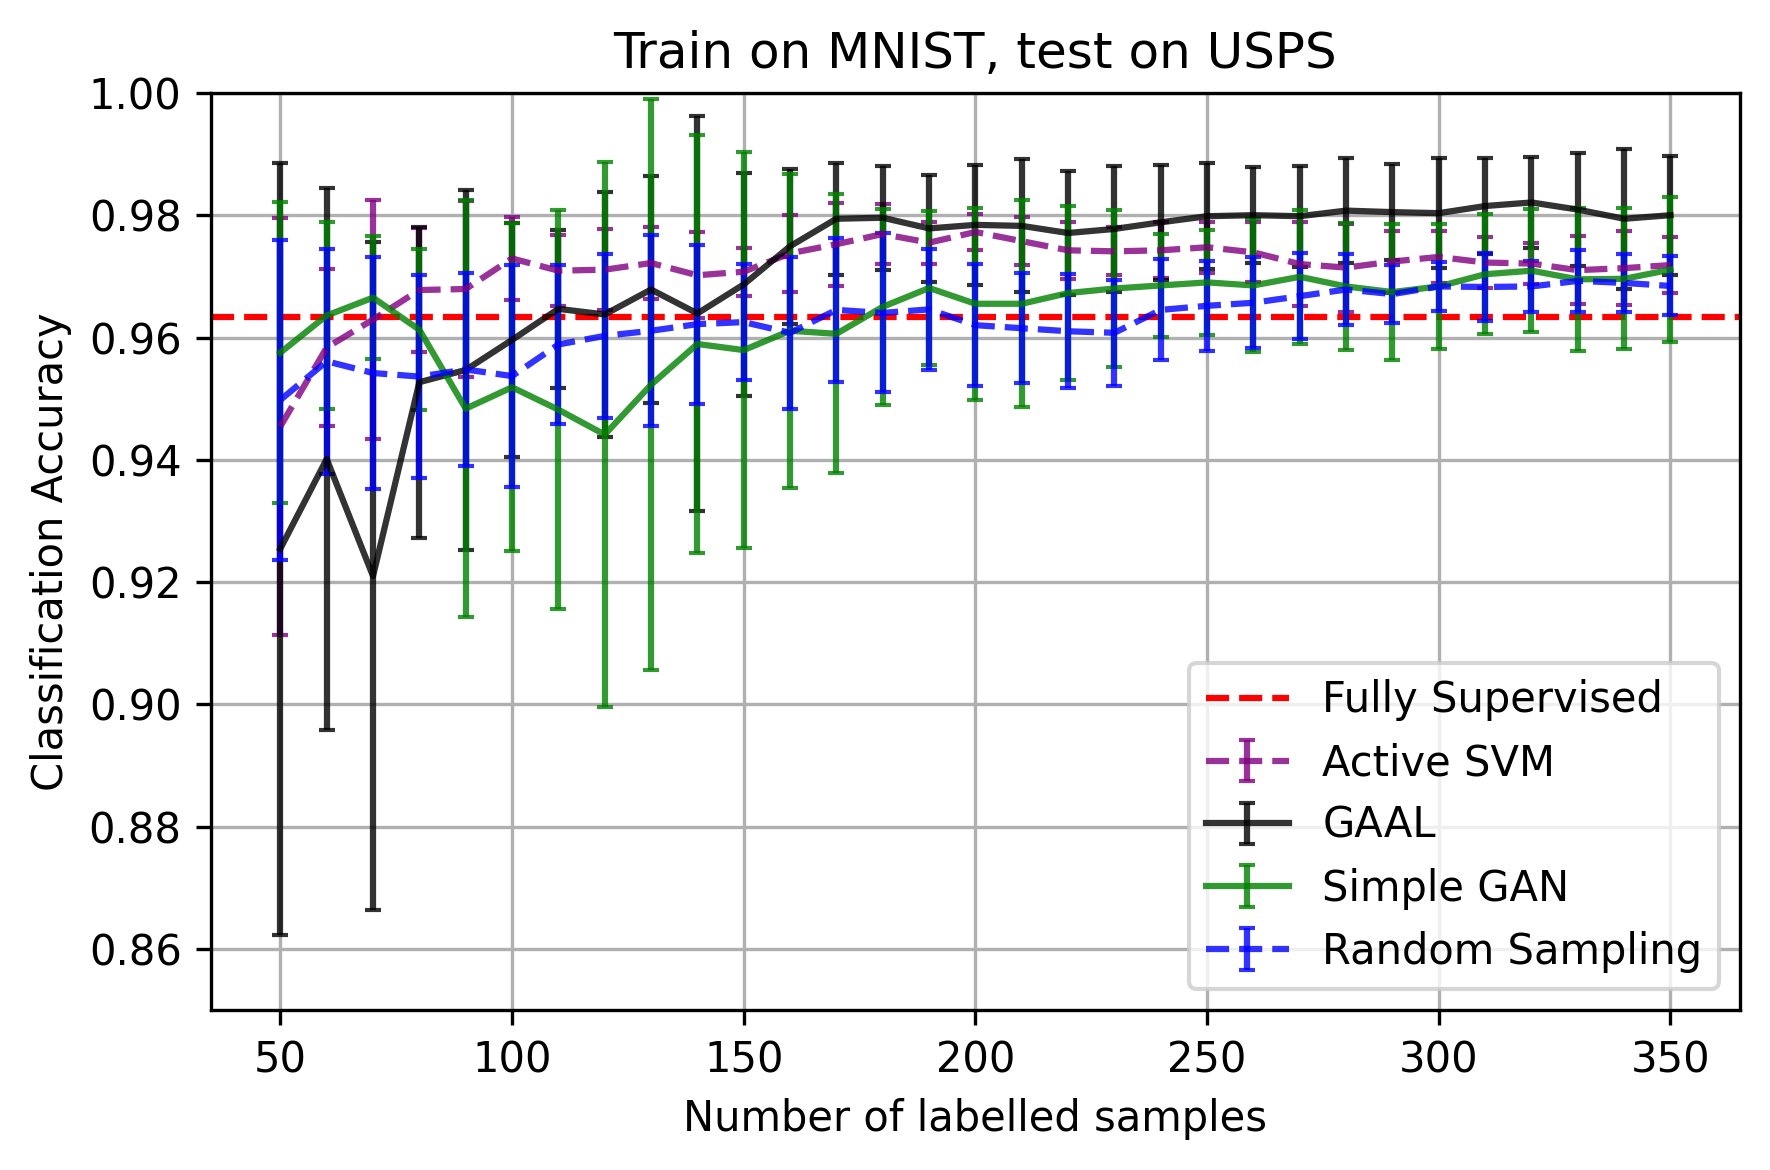 Train on MNIST, test on USPS
1.00
0.98
0.96
0.94
0.92
0.90
0.88
0.86
Classification Accuracy
50
100
150
200
250
300
350
Number of labelled samples
Fully Supervised
Active SVM
GAAL
Simple GAN
Random Sampling